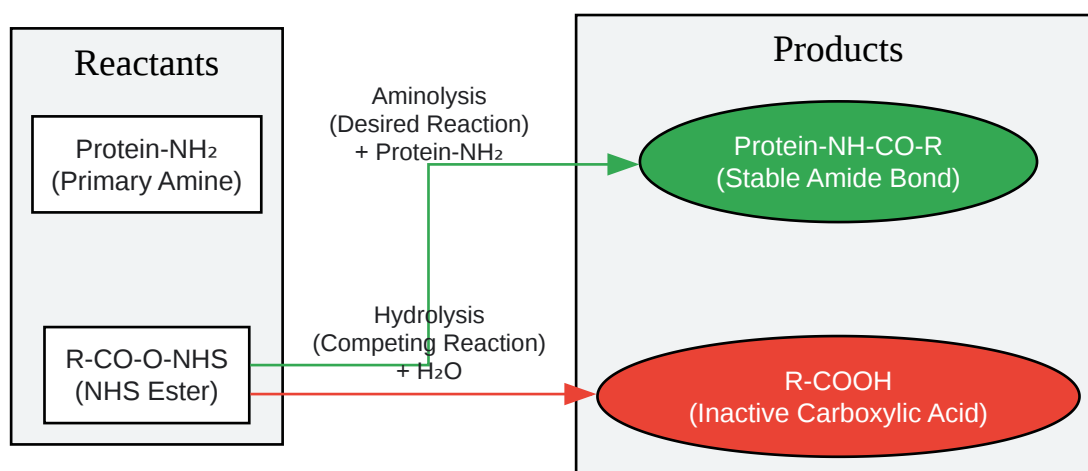 Reactants
Protein-NH₂
(Primary Amine)
R-CO-O-NHS
(NHS Ester)
Aminolysis
(Desired Reaction)
+ Protein-NH₂
Hydrolysis
(Competing Reaction)
+ H₂O
Products
Protein-NH-CO-R
(Stable Amide Bond)
R-COOH
(Inactive Carboxylic Acid)